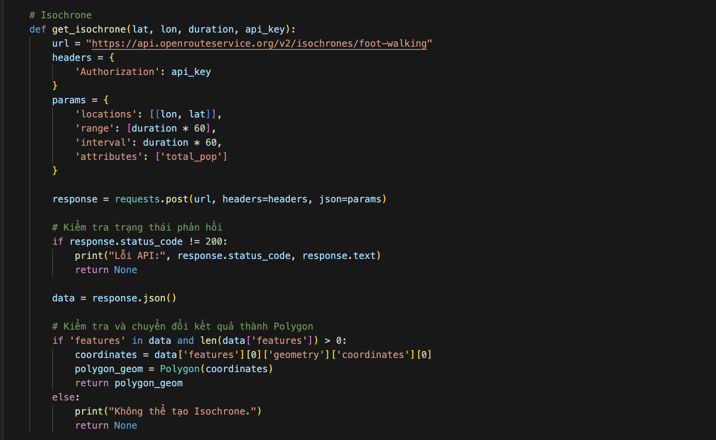 # Isochrone
def get_isochrone(lat, lon, duration, api_key):
    url = "https://api.openrouteservice.org/v2/isochrones/foot-walking"
    headers = {
        'Authorization': api_key
    }
    params = {
        'locations': [[lon, lat]],
        'range': [duration * 60],
        'interval': duration * 60,
        'attributes': ['total_pop']
    }

    response = requests.post(url, headers=headers, json=params)

    # Kiểm tra trạng thái phản hồi
    if response.status_code != 200:
        print("Lỗi API:", response.status_code, response.text)
        return None

    data = response.json()

    # Kiểm tra và chuyển đổi kết quả thành Polygon
    if 'features' in data and len(data['features']) > 0:
        coordinates = data['features'][0]['geometry']['coordinates'][0]
        polygon_geom = Polygon(coordinates)
        return polygon_geom
    else:
        print("Không thể tạo Isochrone.")
        return None